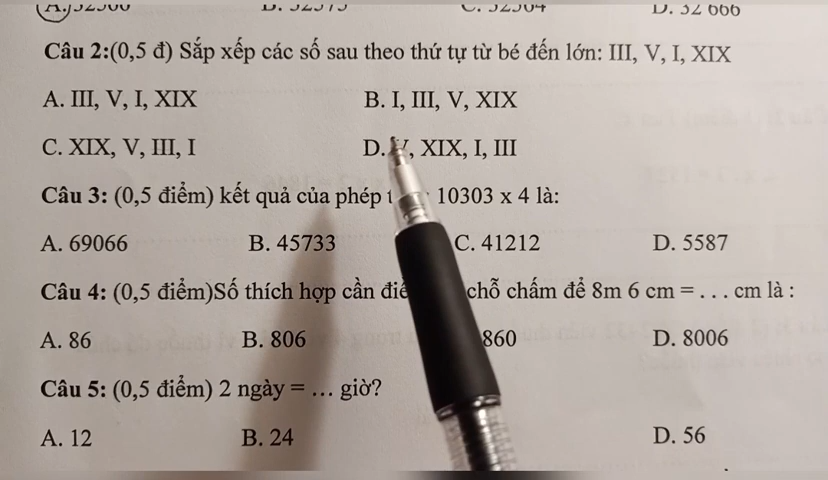 D. 32 666
Câu 2:(0,5 đ) Sắp xếp các số sau theo thứ tự từ bé đến lớn: III, V, I, XIX
A. III, V, I, XIX B. I, III, V, XIX
C. XIX, V, III, I D. V, XIX, I, III
Câu 3: (0,5 điểm) kết quả của phép 10303 x 4 là:
A. 69066 B. 45733 C. 41212 D. 5587
Câu 4: (0,5 điểm)Số thích hợp cần chỗ chấm để 8m 6 cm = . . . cm là :
A. 86 B. 806 860 D. 8006
Câu 5: (0,5 điểm) 2 ngày = ... giờ?
A. 12 B. 24 D. 56